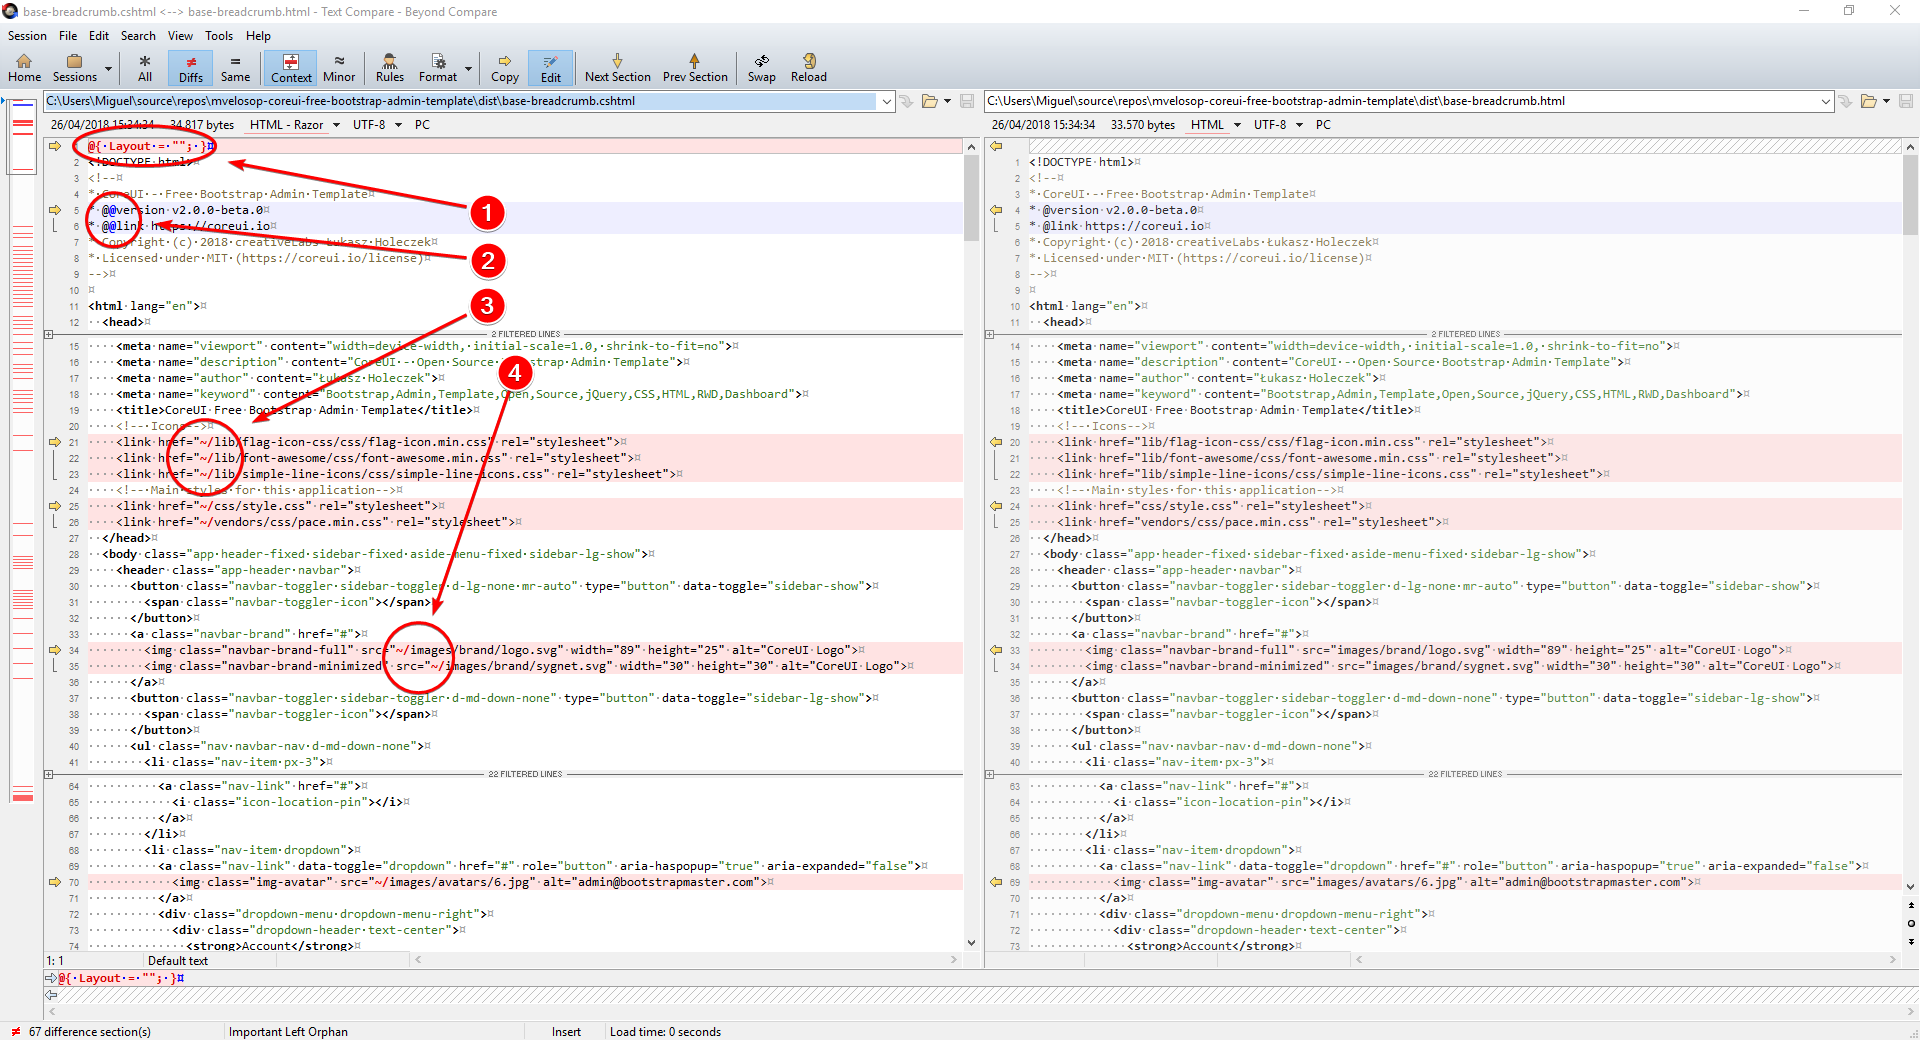 base-breadcrumb.cshtml <--> base-breadcrumb.html - Text Compare - Beyond Compare
Session File Edit Search View Tools Help
Home Sessions All Diffs Same Context Minor Rules Format Copy Edit Next Section Prev Section Swap Reload
C:\Users\Miguel\source\repos\mvelosop-coreui-free-bootstrap-admin-template\dist\base-breadcrumb.cshtml
26/04/2018 15:34:34 34.817 bytes HTML - Razor UTF-8 PC
@{·Layout·=·"";·}¤
2 <!DOCTYPE·html>¤
3 <!--¤
4 *·CoreUI·-·Free·Bootstrap·Admin·Template¤
5 *·@@version·v2.0.0-beta.0¤
6 *·@@link·https://coreui.io¤
7 *·Copyright·(c)·2018·creativeLabs·Łukasz·Holeczek¤
8 *·Licensed·under·MIT·(https://coreui.io/license)¤
9 -->¤
10 ¤
11 <html·lang="en">¤
12 ··<head>¤
2 FILTERED LINES
15 ····<meta·name="viewport"·content="width=device-width,·initial-scale=1.0,·shrink-to-fit=no">¤
16 ····<meta·name="description"·content="CoreUI·-·Open·Source·Bootstrap·Admin·Template">¤
17 ····<meta·name="author"·content="Łukasz·Holeczek">¤
18 ····<meta·name="keyword"·content="Bootstrap,Admin,Template,Open,Source,jQuery,CSS,HTML,RWD,Dashboard">¤
19 ····<title>CoreUI·Free·Bootstrap·Admin·Template</title>¤
20 ····<!--·Icons-->¤
21 ····<link·href="~/lib/flag-icon-css/css/flag-icon.min.css"·rel="stylesheet">¤
22 ····<link·href="~/lib/font-awesome/css/font-awesome.min.css"·rel="stylesheet">¤
23 ····<link·href="~/lib/simple-line-icons/css/simple-line-icons.css"·rel="stylesheet">¤
24 ····<!--·Main·styles·for·this·application-->¤
25 ····<link·href="~/css/style.css"·rel="stylesheet">¤
26 ····<link·href="~/vendors/css/pace.min.css"·rel="stylesheet">¤
27 ··</head>¤
28 ··<body·class="app·header-fixed·sidebar-fixed·aside-menu-fixed·sidebar-lg-show">¤
29 ····<header·class="app-header·navbar">¤
30 ······<button·class="navbar-toggler·sidebar-toggler·d-lg-none·mr-auto"·type="button"·data-toggle="sidebar-show">¤
31 ········<span·class="navbar-toggler-icon"></span>¤
32 ······</button>¤
33 ······<a·class="navbar-brand"·href="#">¤
34 ········<img·class="navbar-brand-full"·src="~/images/brand/logo.svg"·width="89"·height="25"·alt="CoreUI·Logo">¤
35 ········<img·class="navbar-brand-minimized"·src="~/images/brand/sygnet.svg"·width="30"·height="30"·alt="CoreUI·Logo">¤
36 ······</a>¤
37 ······<button·class="navbar-toggler·sidebar-toggler·d-md-down-none"·type="button"·data-toggle="sidebar-lg-show">¤
38 ········<span·class="navbar-toggler-icon"></span>¤
39 ······</button>¤
40 ······<ul·class="nav·navbar-nav·d-md-down-none">¤
41 ········<li·class="nav-item·px-3">¤
22 FILTERED LINES
64 ··········<a·class="nav-link"·href="#">¤
65 ············<i·class="icon-location-pin"></i>¤
66 ··········</a>¤
67 ········</li>¤
68 ········<li·class="nav-item·dropdown">¤
69 ··········<a·class="nav-link"·data-toggle="dropdown"·href="#"·role="button"·aria-haspopup="true"·aria-expanded="false">¤
70 ············<img·class="img-avatar"·src="~/images/avatars/6.jpg"·alt="admin@bootstrapmaster.com">¤
71 ··········</a>¤
72 ··········<div·class="dropdown-menu·dropdown-menu-right">¤
73 ············<div·class="dropdown-header·text-center">¤
74 ··············<strong>Account</strong>¤
1
2
3
4
C:\Users\Miguel\source\repos\mvelosop-coreui-free-bootstrap-admin-template\dist\base-breadcrumb.html
26/04/2018 15:34:34 33.570 bytes HTML UTF-8 PC
1 <!DOCTYPE·html>¤
2 <!--¤
3 *·CoreUI·-·Free·Bootstrap·Admin·Template¤
4 *·@version·v2.0.0-beta.0¤
5 *·@link·https://coreui.io¤
6 *·Copyright·(c)·2018·creativeLabs·Łukasz·Holeczek¤
7 *·Licensed·under·MIT·(https://coreui.io/license)¤
8 -->¤
9 ¤
10 <html·lang="en">¤
11 ··<head>¤
2 FILTERED LINES
14 ····<meta·name="viewport"·content="width=device-width,·initial-scale=1.0,·shrink-to-fit=no">¤
15 ····<meta·name="description"·content="CoreUI·-·Open·Source·Bootstrap·Admin·Template">¤
16 ····<meta·name="author"·content="Łukasz·Holeczek">¤
17 ····<meta·name="keyword"·content="Bootstrap,Admin,Template,Open,Source,jQuery,CSS,HTML,RWD,Dashboard">¤
18 ····<title>CoreUI·Free·Bootstrap·Admin·Template</title>¤
19 ····<!--·Icons-->¤
20 ····<link·href="lib/flag-icon-css/css/flag-icon.min.css"·rel="stylesheet">¤
21 ····<link·href="lib/font-awesome/css/font-awesome.min.css"·rel="stylesheet">¤
22 ····<link·href="lib/simple-line-icons/css/simple-line-icons.css"·rel="stylesheet">¤
23 ····<!--·Main·styles·for·this·application-->¤
24 ····<link·href="css/style.css"·rel="stylesheet">¤
25 ····<link·href="vendors/css/pace.min.css"·rel="stylesheet">¤
26 ··</head>¤
27 ··<body·class="app·header-fixed·sidebar-fixed·aside-menu-fixed·sidebar-lg-show">¤
28 ····<header·class="app-header·navbar">¤
29 ······<button·class="navbar-toggler·sidebar-toggler·d-lg-none·mr-auto"·type="button"·data-toggle="sidebar-show">¤
30 ········<span·class="navbar-toggler-icon"></span>¤
31 ······</button>¤
32 ······<a·class="navbar-brand"·href="#">¤
33 ········<img·class="navbar-brand-full"·src="images/brand/logo.svg"·width="89"·height="25"·alt="CoreUI·Logo">¤
34 ········<img·class="navbar-brand-minimized"·src="images/brand/sygnet.svg"·width="30"·height="30"·alt="CoreUI·Logo">¤
35 ······</a>¤
36 ······<button·class="navbar-toggler·sidebar-toggler·d-md-down-none"·type="button"·data-toggle="sidebar-lg-show">¤
37 ········<span·class="navbar-toggler-icon"></span>¤
38 ······</button>¤
39 ······<ul·class="nav·navbar-nav·d-md-down-none">¤
40 ········<li·class="nav-item·px-3">¤
22 FILTERED LINES
63 ··········<a·class="nav-link"·href="#">¤
64 ············<i·class="icon-location-pin"></i>¤
65 ··········</a>¤
66 ········</li>¤
67 ········<li·class="nav-item·dropdown">¤
68 ··········<a·class="nav-link"·data-toggle="dropdown"·href="#"·role="button"·aria-haspopup="true"·aria-expanded="false">¤
69 ············<img·class="img-avatar"·src="images/avatars/6.jpg"·alt="admin@bootstrapmaster.com">¤
70 ··········</a>¤
71 ··········<div·class="dropdown-menu·dropdown-menu-right">¤
72 ············<div·class="dropdown-header·text-center">¤
73 ··············<strong>Account</strong>¤
1: 1 Default text
@{·Layout·=·"";·}¤
67 difference section(s) Important Left Orphan Insert Load time: 0 seconds